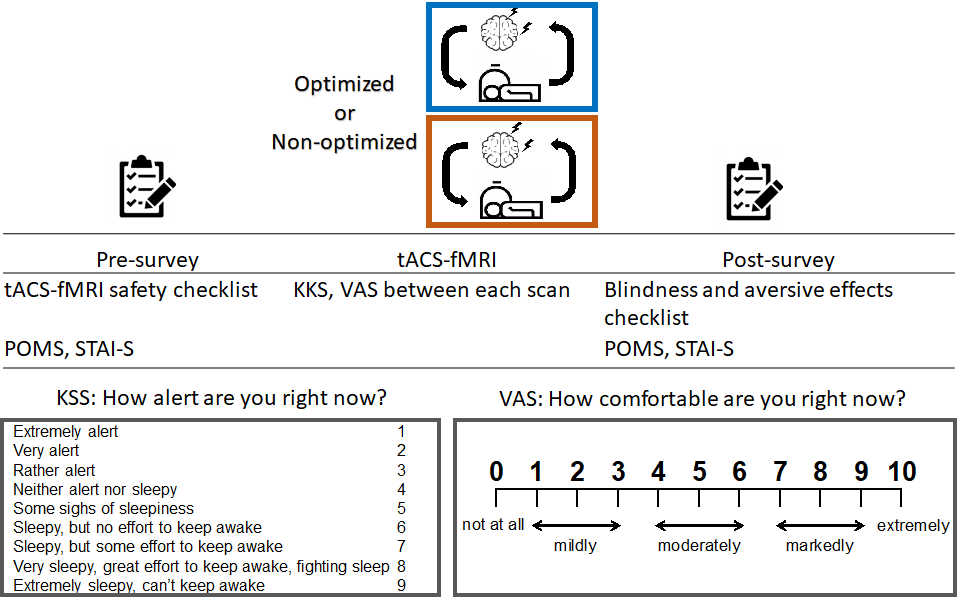 Optimized
or
Non-optimized
Pre-survey tACS-fMRI Post-survey
tACS-fMRI safety checklist KKS, VAS between each scan Blindness and aversive effects
checklist
POMS, STAI-S POMS, STAI-S
KSS: How alert are you right now?
Extremely alert 1
Very alert 2
Rather alert 3
Neither alert nor sleepy 4
Some sighs of sleepiness 5
Sleepy, but no effort to keep awake 6
Sleepy, but some effort to keep awake 7
Very sleepy, great effort to keep awake, fighting sleep 8
Extremely sleepy, can't keep awake 9
VAS: How comfortable are you right now?
0 1 2 3 4 5 6 7 8 9 10
not at all extremely
mildly moderately markedly